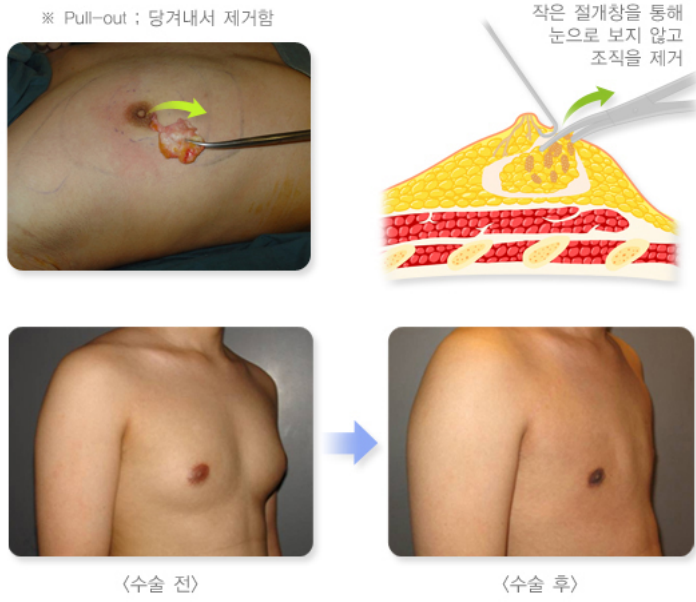 ※ Pull-out ; 당겨내서 제거함
작은 절개창을 통해
눈으로 보지 않고
조직을 제거
〈수술 전〉
〈수술 후〉